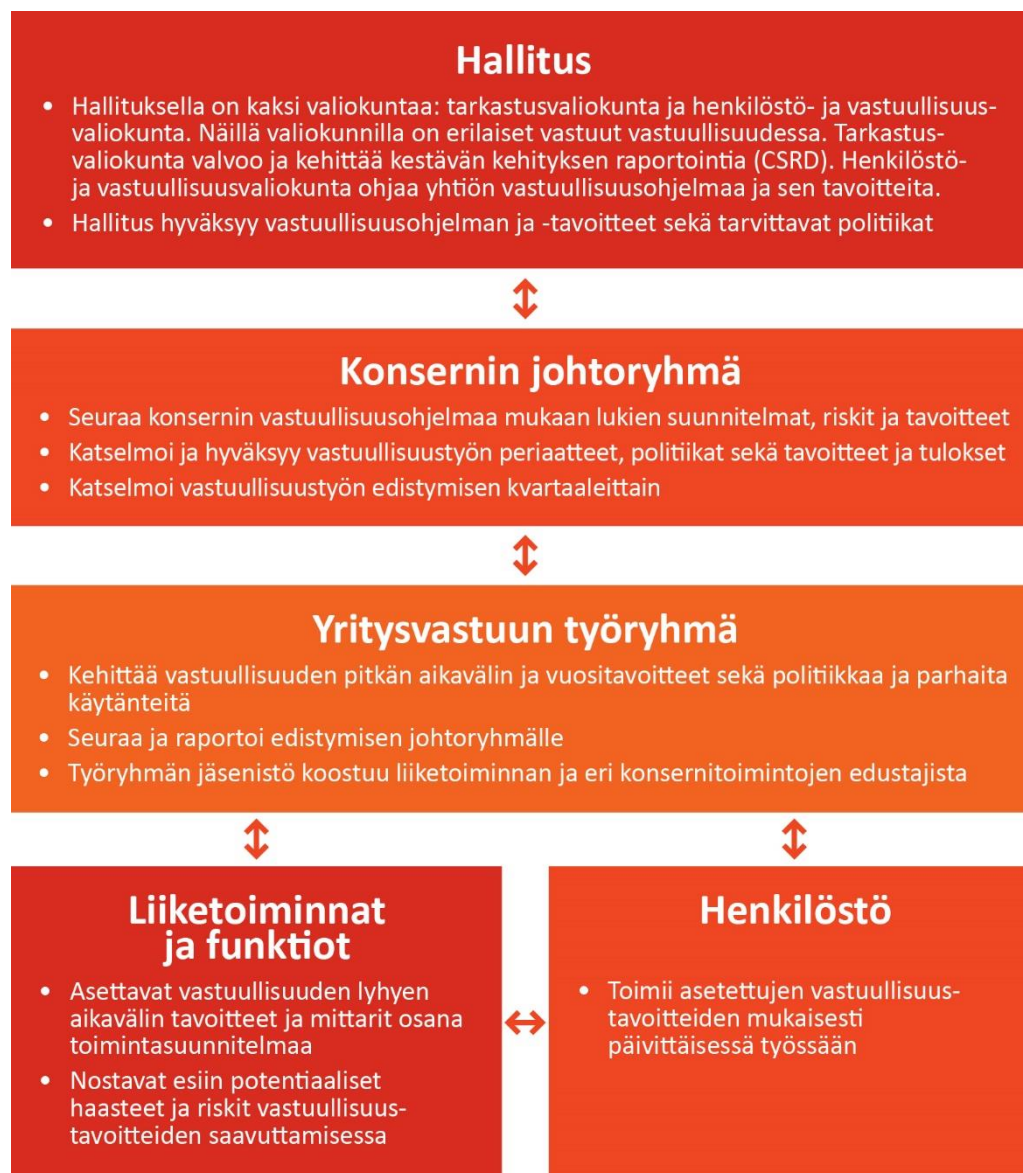 Hallitus
• Hallituksella on kaksi valiokuntaa: tarkastusvaliokunta ja henkilöstö- ja vastuullisuus-
valiokunta. Näillä valiokunnilla on erilaiset vastuut vastuullisuudessa. Tarkastus-
valiokunta valvoo ja kehittää kestävän kehityksen raportointia (CSRD). Henkilöstö-
ja vastuullisuusvaliokunta ohjaa yhtiön vastuullisuusohjelmaa ja sen tavoitteita.
• Hallitus hyväksyy vastuullisuusohjelman ja -tavoitteet sekä tarvittavat politiikat
Konsernin johtoryhmä
• Seuraa konsernin vastuullisuusohjelmaa mukaan lukien suunnitelmat, riskit ja tavoitteet
• Katselmoi ja hyväksyy vastuullisuustyön periaatteet, politiikat sekä tavoitteet ja tulokset
• Katselmoi vastuullisuustyön edistymisen kvartaaleittain
Yritysvastuun työryhmä
• Kehittää vastuullisuuden pitkän aikavälin ja vuositavoitteet sekä politiikkaa ja parhaita
käytänteitä
• Seuraa ja raportoi edistymisen johtoryhmälle
• Työryhmän jäsenistö koostuu liiketoiminnan ja eri konsernitoimintojen edustajista
Liiketoiminnat
ja funktiot
• Asettavat vastuullisuuden lyhyen
aikavälin tavoitteet ja mittarit osana
toimintasuunnitelmaa
• Nostavat esiin potentiaaliset
haasteet ja riskit vastuullisuus-
tavoitteiden saavuttamisessa
Henkilöstö
• Toimii asetettujen vastuullisuus-
tavoitteiden mukaisesti
päivittäisessä työssään